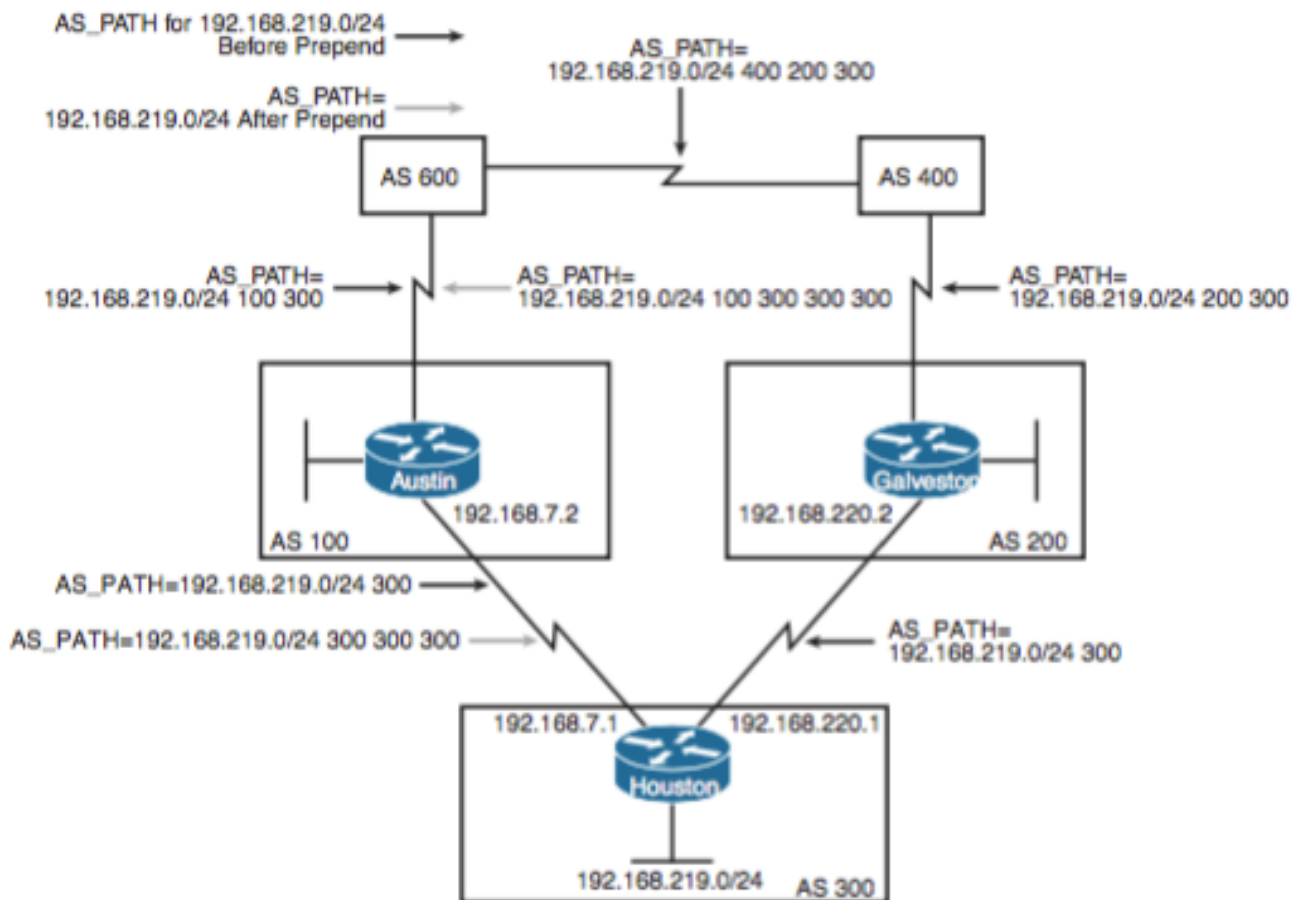 AS_PATH for 192.168.219.0/24
Before Prepend
AS_PATH=
192.168.219.0/24 After Prepend
AS_PATH=
192.168.219.0/24 400 200 300
AS 600
AS 400
AS_PATH=
192.168.219.0/24 100 300
AS_PATH=
192.168.219.0/24 100 300 300 300
AS_PATH=
192.168.219.0/24 200 300
Austin
192.168.7.2
AS 100
Galveston
192.168.220.2
AS 200
AS_PATH=192.168.219.0/24 300
AS_PATH=192.168.219.0/24 300 300 300
AS_PATH=
192.168.219.0/24 300
192.168.7.1
192.168.220.1
Houston
192.168.219.0/24
AS 300